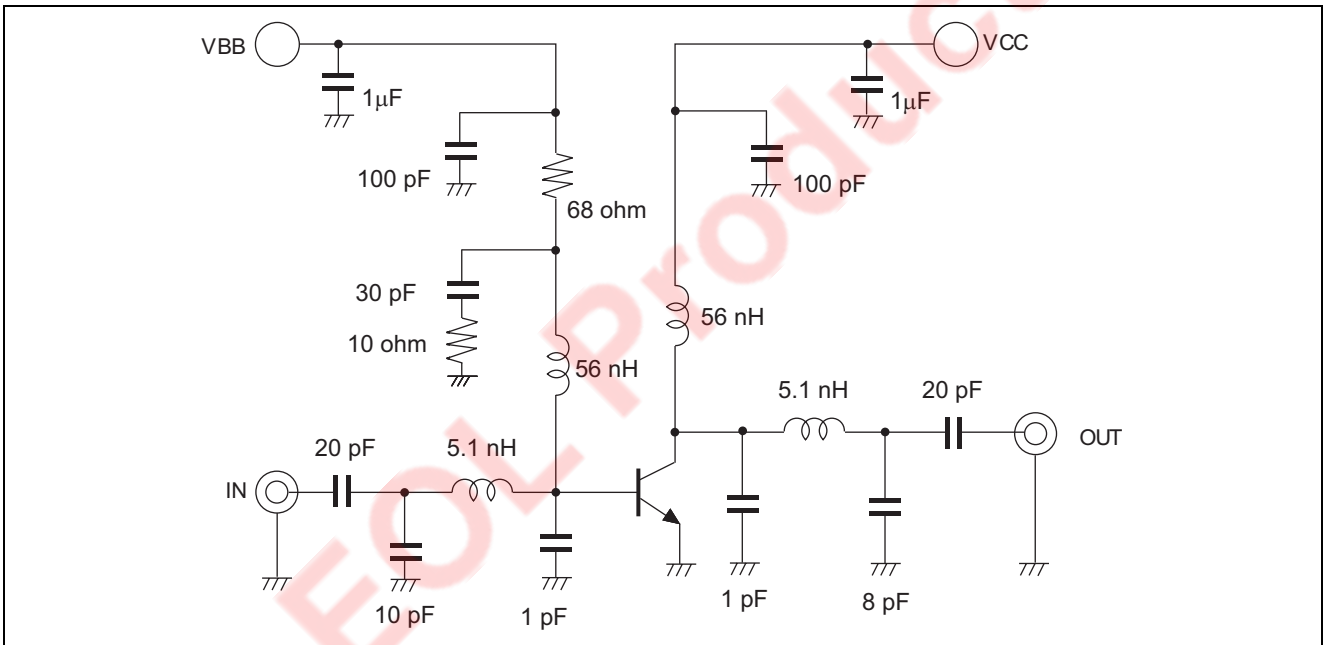 VBB
1μF
100 pF
68 ohm
30 pF
10 ohm
56 nH
20 pF
5.1 nH
IN
10 pF
1 pF
VCC
1μF
100 pF
56 nH
5.1 nH
20 pF
OUT
1 pF
8 pF
EOL Product